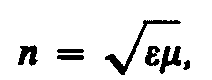 n = √εμ,